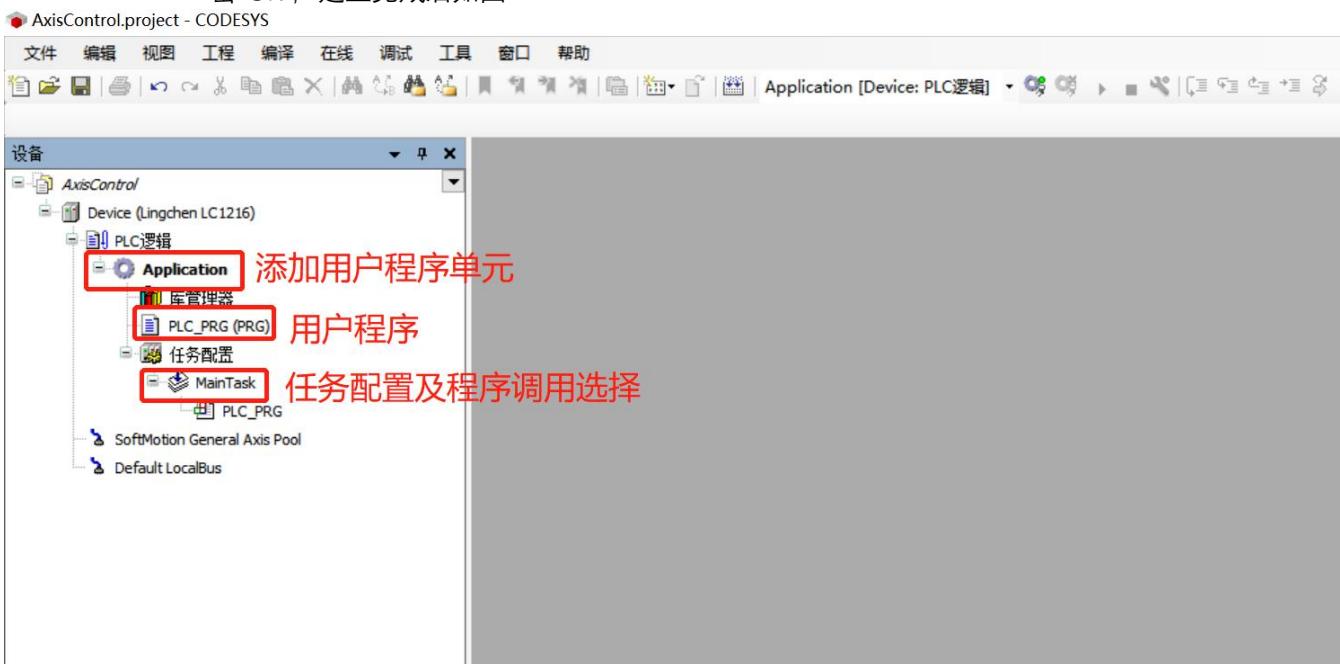 AxisControl.project - CODESYS
文件 编辑 视图 工程 编译 在线 调试 工具 窗口 帮助
Application [Device: PLC逻辑]
设备
AxisControl
Device (Lingchen LC1216)
PLC逻辑
Application 添加用户程序单元
库管理器
PLC_PRG (PRG) 用户程序
任务配置
MainTask 任务配置及程序调用选择
PLC_PRG
SoftMotion General Axis Pool
Default LocalBus